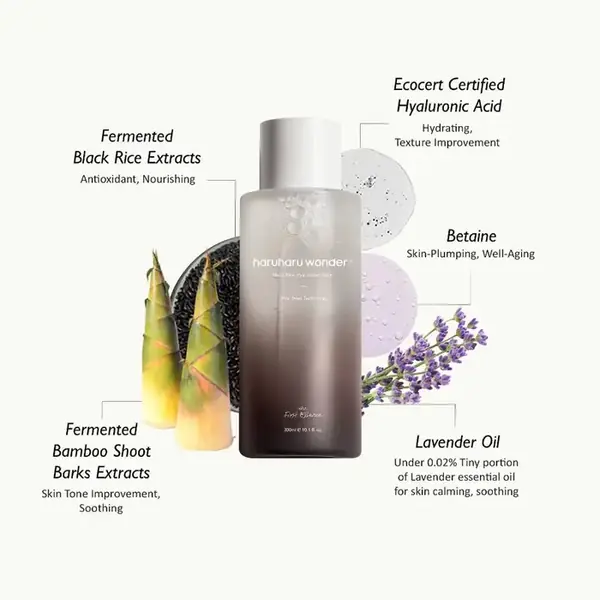 Ecocert Certified
Hyaluronic Acid
Hydrating,
Texture Improvement
Fermented
Black Rice Extracts
Antioxidant, Nourishing
Betaine
Skin-Plumping, Well-Aging
haruharu wonder
Fermented
Bamboo Shoot
Barks Extracts
Skin Tone Improvement,
Soothing
Lavender Oil
Under 0.02% Tiny portion
of Lavender essential oil
for skin calming, soothing